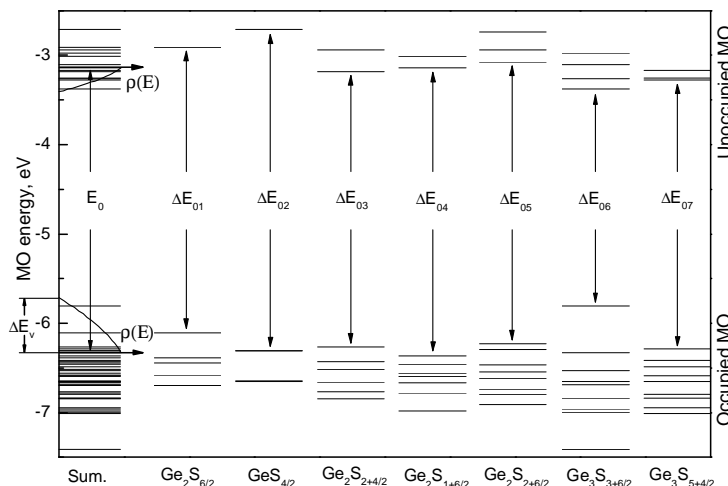 -3
-4
-5
-6
-7
MO energy, eV
Unoccupied MO
Occupied MO
ρ(E)
E₀
ΔE₀₁
ΔE₀₂
ΔE₀₃
ΔE₀₄
ΔE₀₅
ΔE₀₆
ΔE₀₇
ΔEᵥ
ρ(E)
Sum.
Ge₂S₆/₂
GeS₄/₂
Ge₂S₂₊₄/₂
Ge₂S₁₊₆/₂
Ge₂S₂₊₆/₂
Ge₃S₃₊₆/₂
Ge₃S₅₊₄/₂